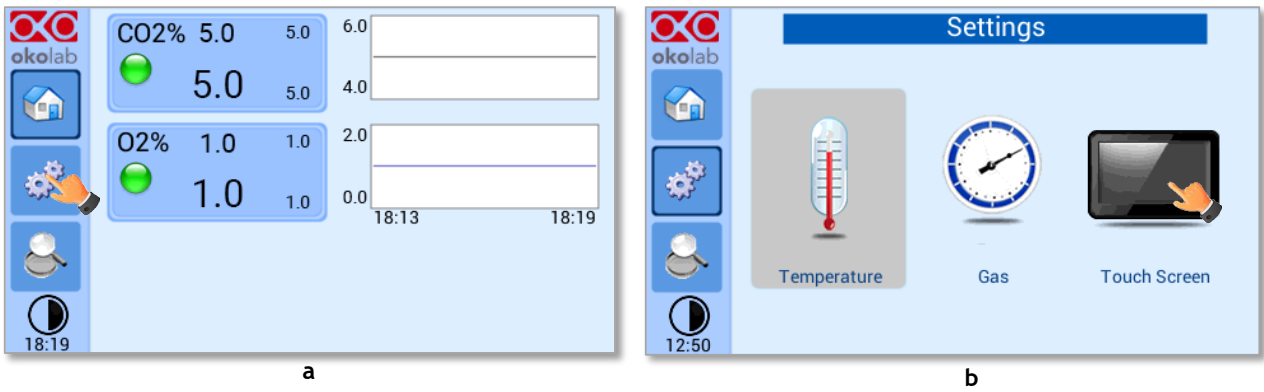 okolab
CO2% 5.0 5.0
5.0 5.0
6.0
4.0
O2% 1.0 1.0
1.0 1.0
2.0
0.0
18:13 18:19
18:19
a
okolab
Settings
Temperature Gas Touch Screen
12:50
b